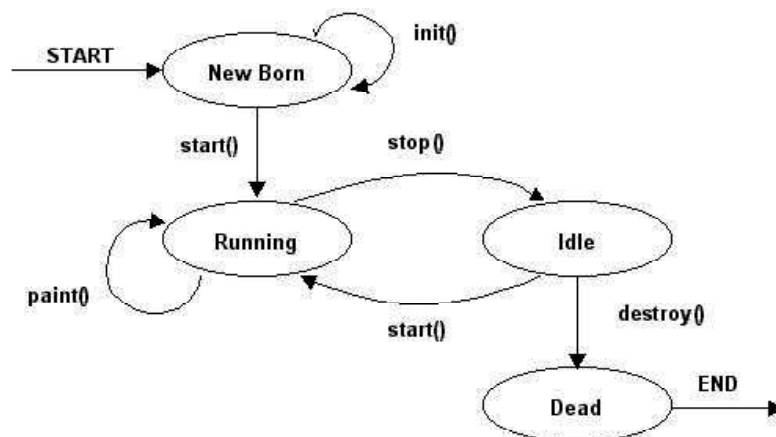 START
init()
New Born
start()
stop()
Running
Idle
paint()
start()
destroy()
END
Dead